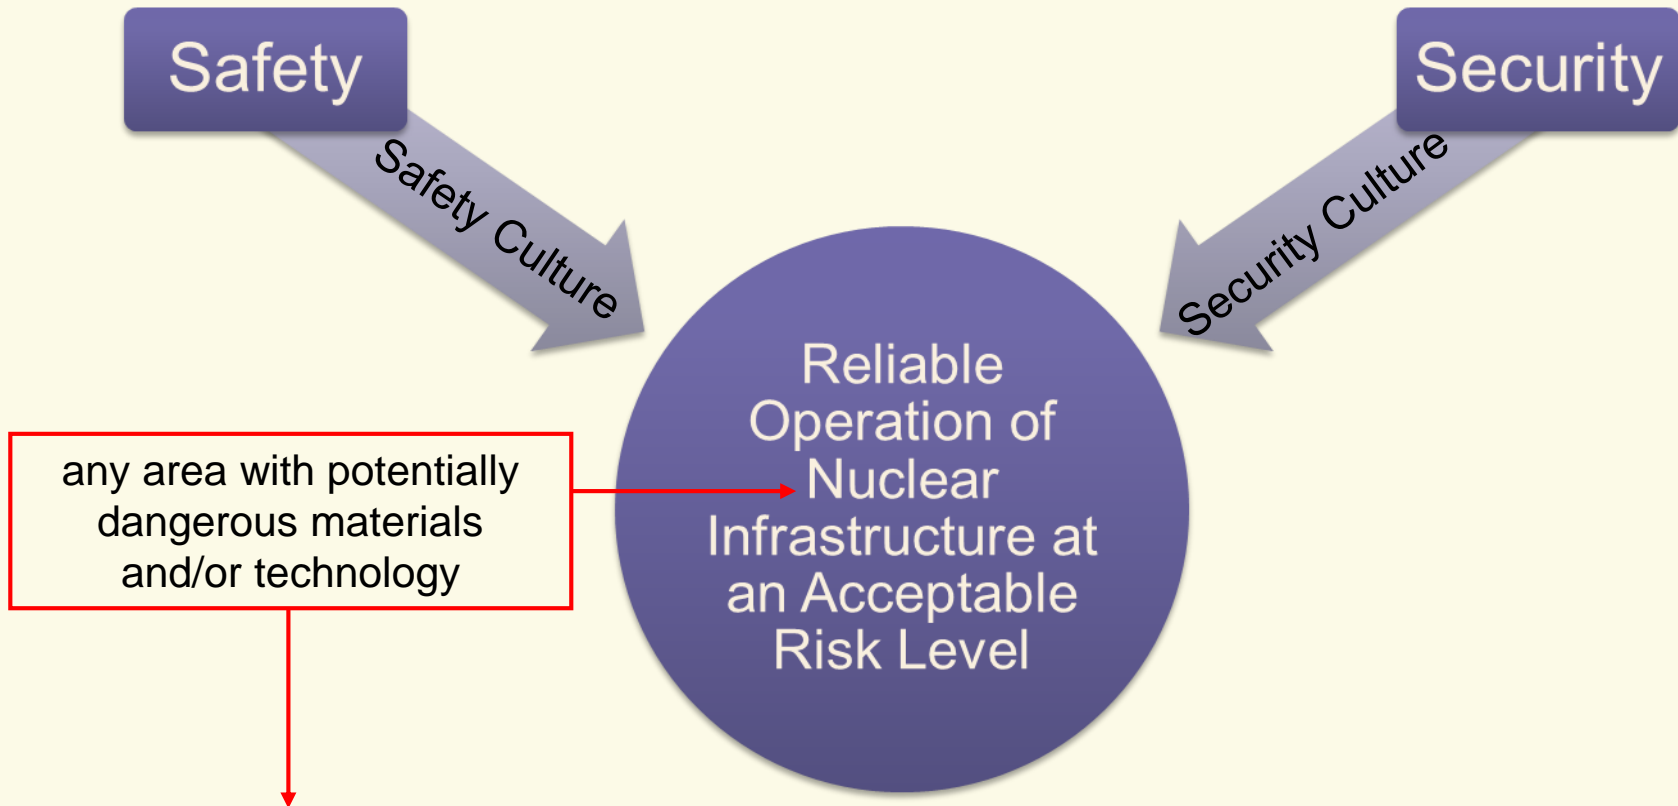 Safety
Security
Safety Culture
Security Culture
Reliable
Operation of
Nuclear
Infrastructure at
an Acceptable
Risk Level
any area with potentially
dangerous materials
and/or technology